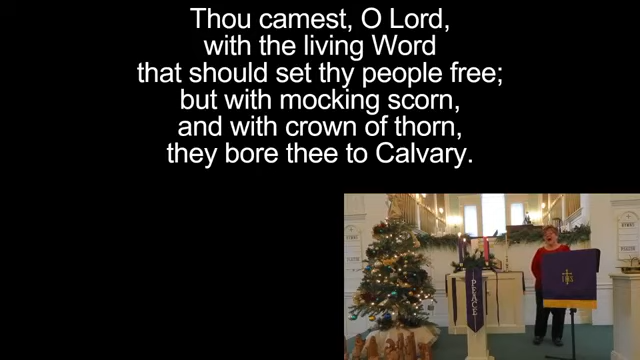 Thou camest, O Lord,
with the living Word
that should set thy people free;
but with mocking scorn,
and with crown of thorn,
they bore thee to Calvary.
PEACE